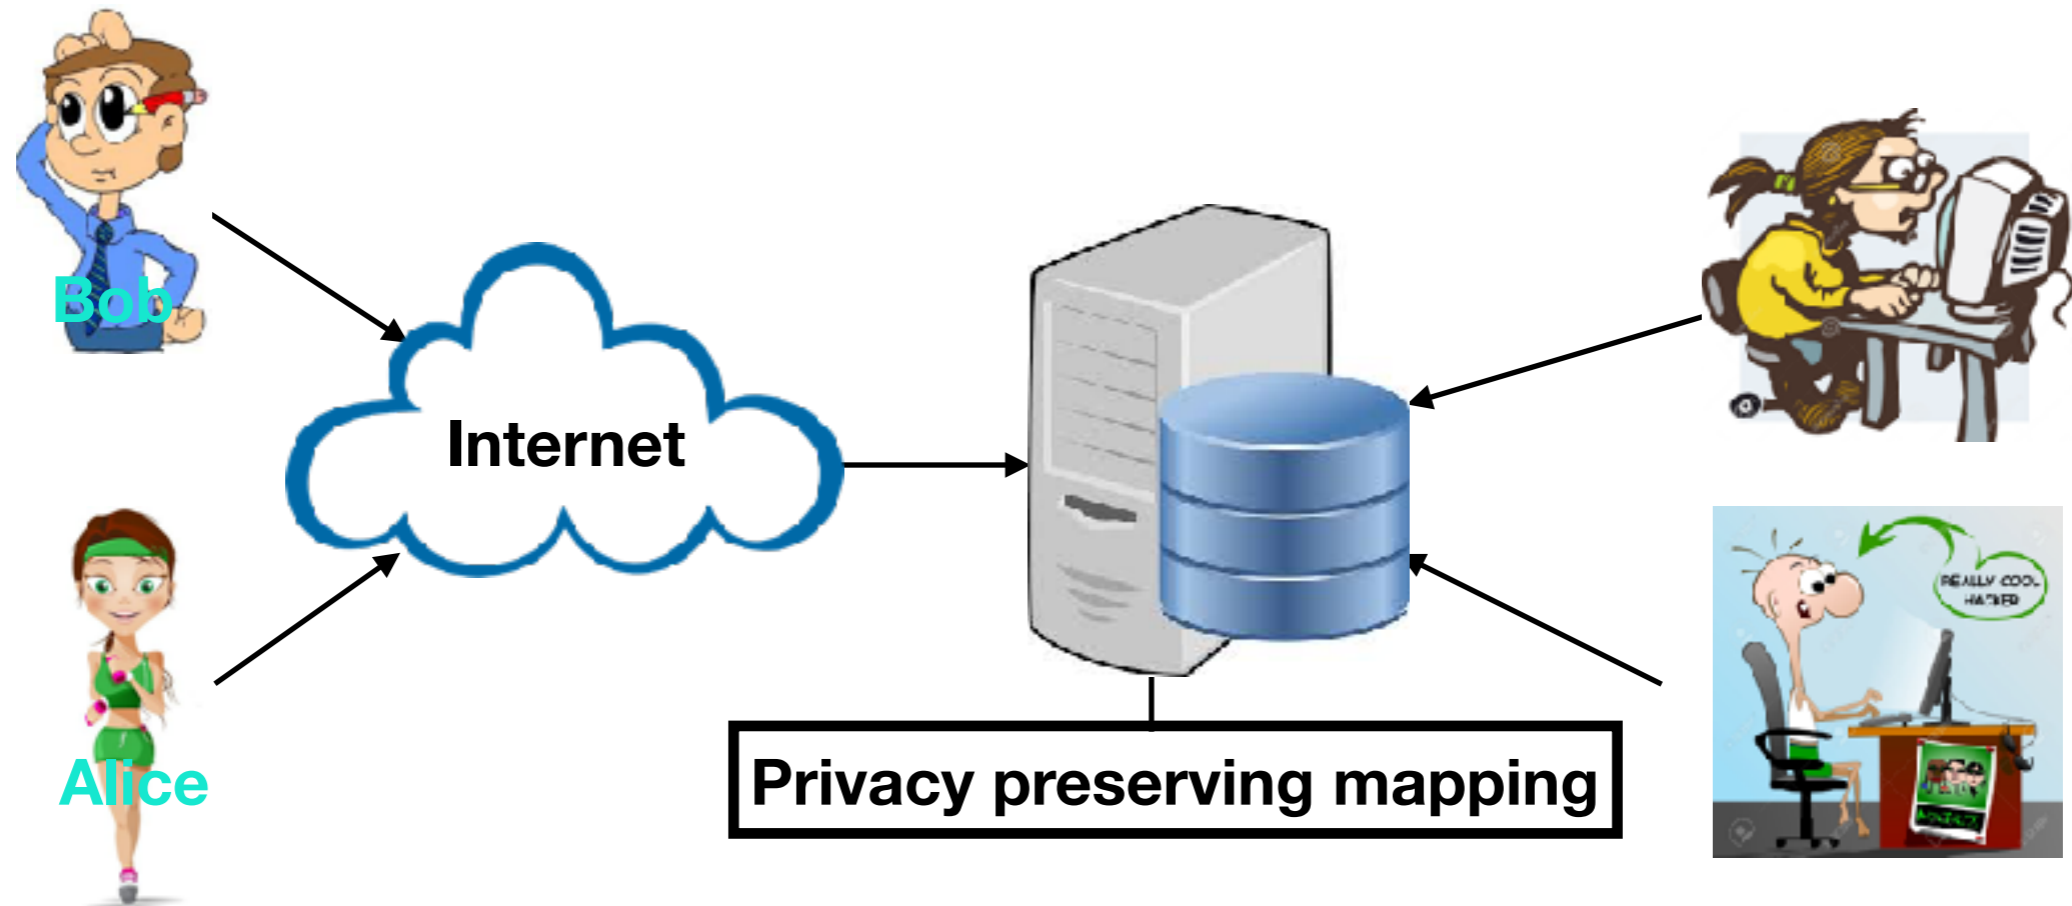 Bob
Internet
REALLY COOL
HACKER
Alice
Privacy preserving mapping